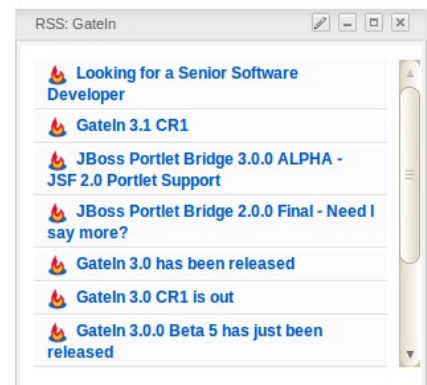 RSS: GateIn
Looking for a Senior Software
Developer
GateIn 3.1 CR1
JBoss Portlet Bridge 3.0.0 ALPHA -
JSF 2.0 Portlet Support
JBoss Portlet Bridge 2.0.0 Final - Need I
say more?
GateIn 3.0 has been released
GateIn 3.0 CR1 is out
GateIn 3.0.0 Beta 5 has just been
released